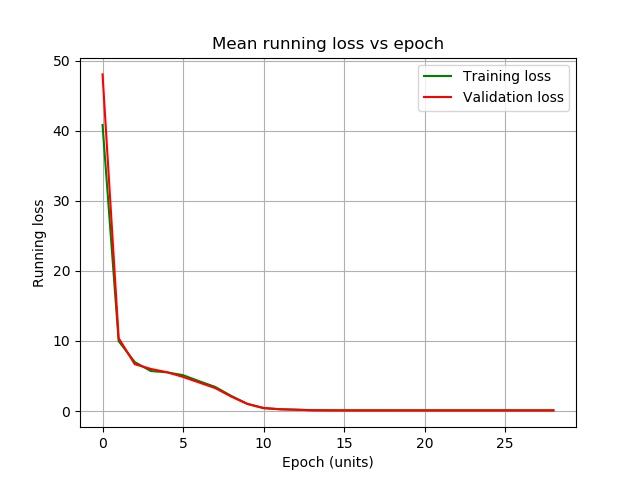 Mean running loss vs epoch
Training loss
Validation loss
50
40
30
20
10
0
Running loss
0 5 10 15 20 25
Epoch (units)